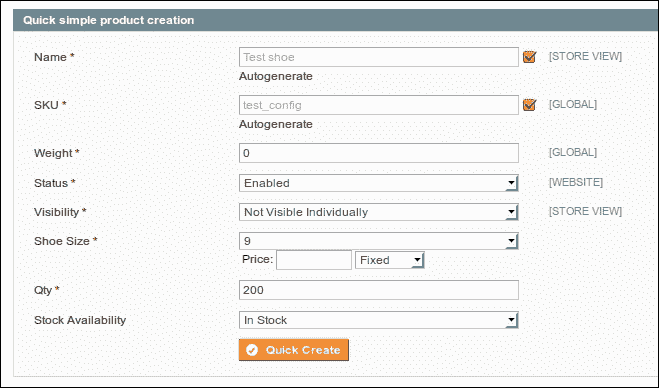 Quick simple product creation
Name * Test shoe [STORE VIEW]
Autogenerate
SKU * test_config [GLOBAL]
Autogenerate
Weight * 0 [GLOBAL]
Status * Enabled [WEBSITE]
Visibility * Not Visible Individually [STORE VIEW]
Shoe Size * 9
Price: Fixed
Qty * 200
Stock Availability In Stock
Quick Create